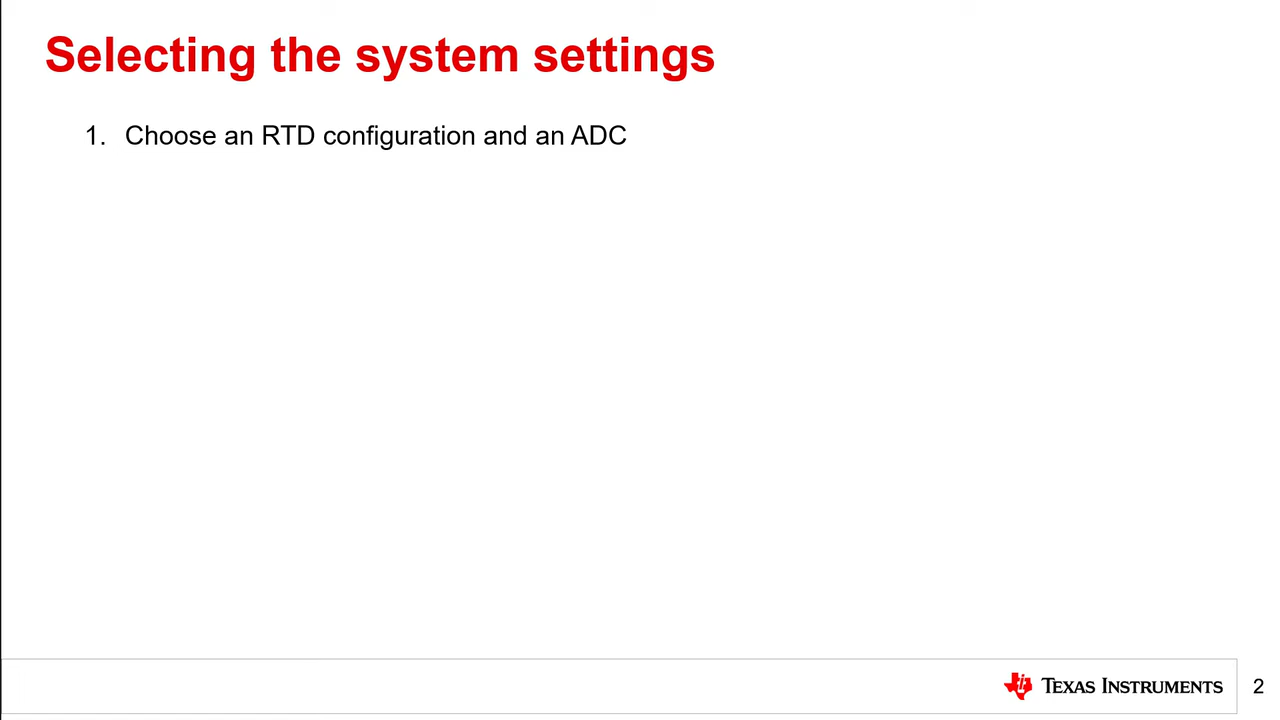 Selecting the system settings
1. Choose an RTD configuration and an ADC
TEXAS INSTRUMENTS
2